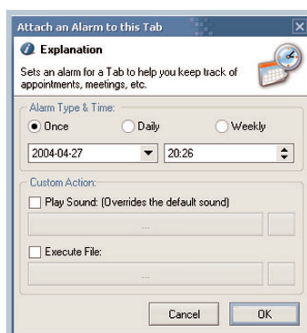 Attach an Alarm to this Tab
Explanation
Sets an alarm for a Tab to help you keep track of
appointments, meetings, etc.
Alarm Type & Time:
Once Daily Weekly
2004-04-27 20:26
Custom Action:
Play Sound: (Overrides the default sound)
...
Execute File:
...
Cancel OK